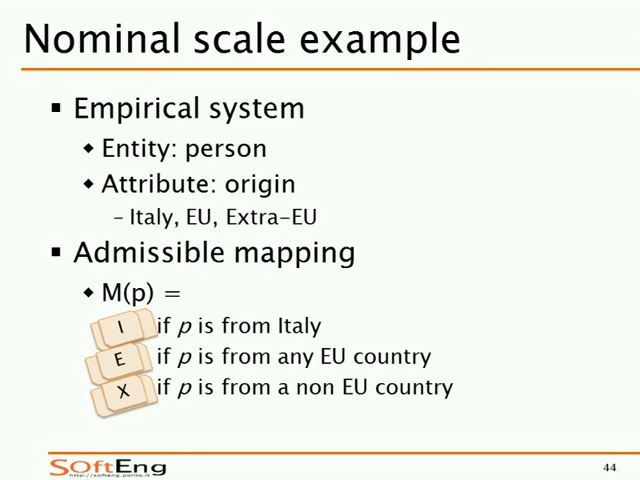 Nominal scale example
▪ Empirical system
◆ Entity: person
◆ Attribute: origin
– Italy, EU, Extra-EU
▪ Admissible mapping
◆ M(p) =
I if p is from Italy
E if p is from any EU country
X if p is from a non EU country
SOftEng
http://softeng.polito.it
44